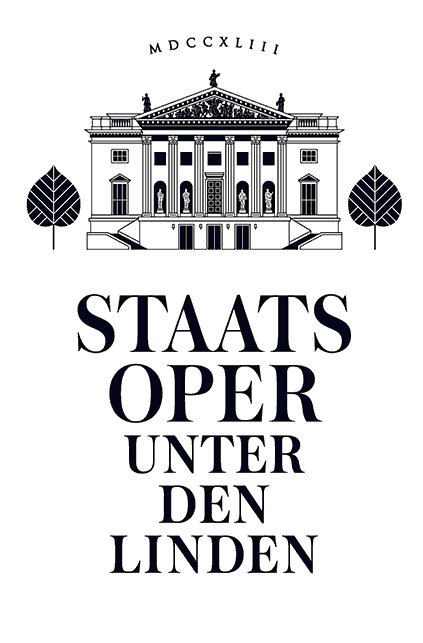 MDCCXLIII
STAATS
OPER
UNTER
DEN
LINDEN